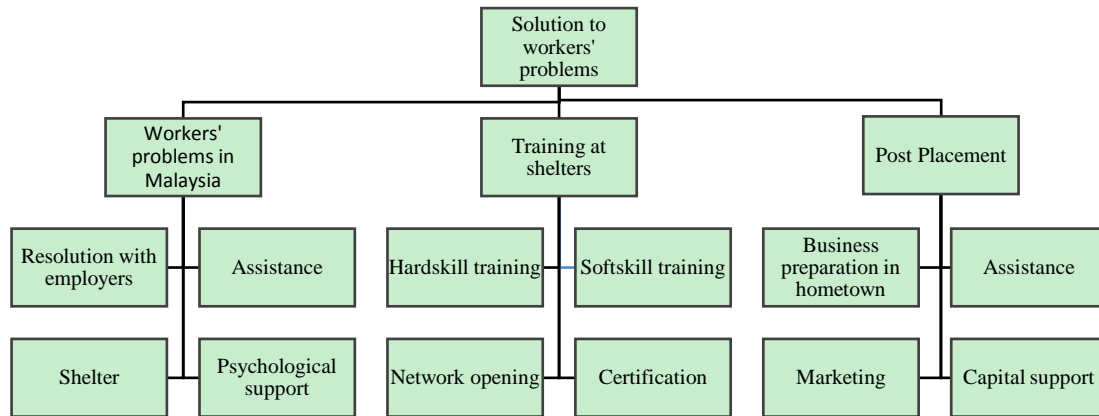 Solution to
workers'
problems
Workers'
problems in
Malaysia
Training at
shelters
Post Placement
Resolution with
employers
Assistance
Shelter
Psychological
support
Hardskill training
Softskill training
Network opening
Certification
Business
preparation in
hometown
Assistance
Marketing
Capital support